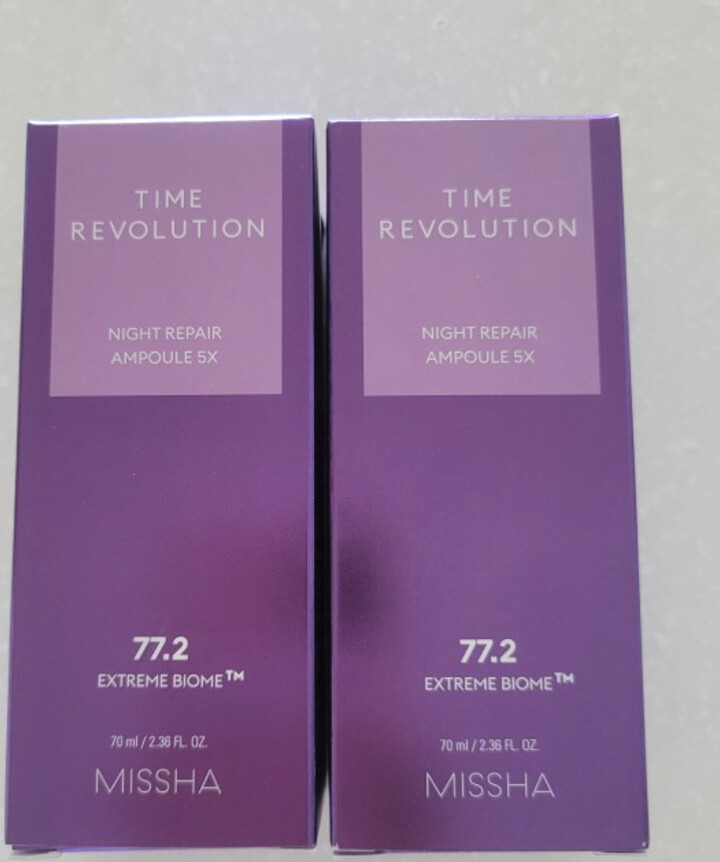 TIME
REVOLUTION
NIGHT REPAIR
AMPOULE 5X
77.2
EXTREME BIOME™
70 ml / 2.36 FL. OZ.
MISSHA
TIME
REVOLUTION
NIGHT REPAIR
AMPOULE 5X
77.2
EXTREME BIOME™
70 ml / 2.36 FL. OZ.
MISSHA